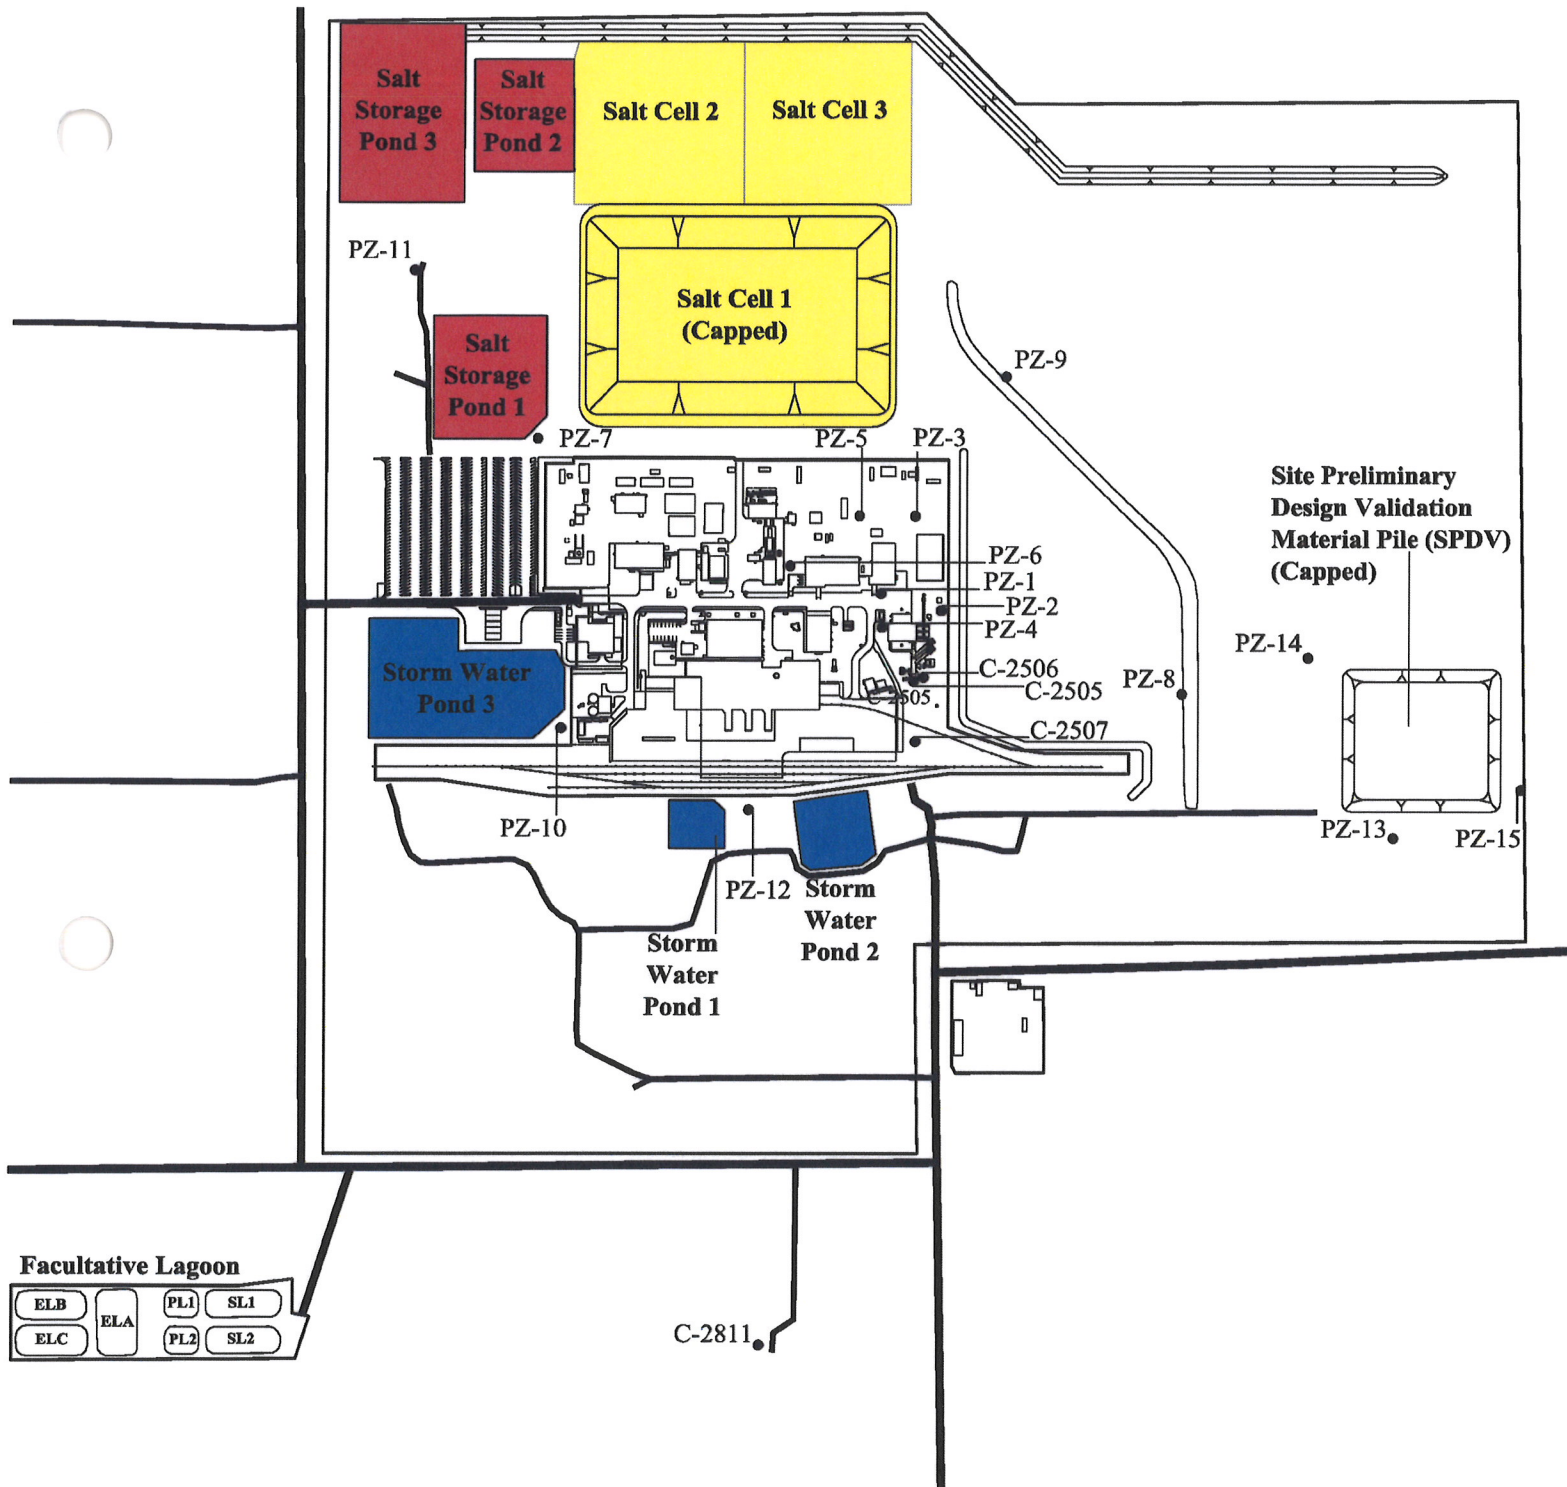 Salt
Storage
Pond 3
Salt
Storage
Pond 2
Salt Cell 2
Salt Cell 3
PZ-11
Salt Cell 1
(Capped)
Salt
Storage
Pond 1
PZ-9
PZ-7
PZ-5
PZ-3
Site Preliminary
Design Validation
Material Pile (SPDV)
(Capped)
PZ-6
PZ-1
PZ-2
PZ-4
PZ-14
C-2506
C-2505
C-2505
PZ-8
Storm Water
Pond 3
C-2507
PZ-10
PZ-13
PZ-15
PZ-12
Storm
Water
Pond 2
Storm
Water
Pond 1
Facultative Lagoon
ELB
ELA
PL1
SL1
ELC
PL2
SL2
C-2811